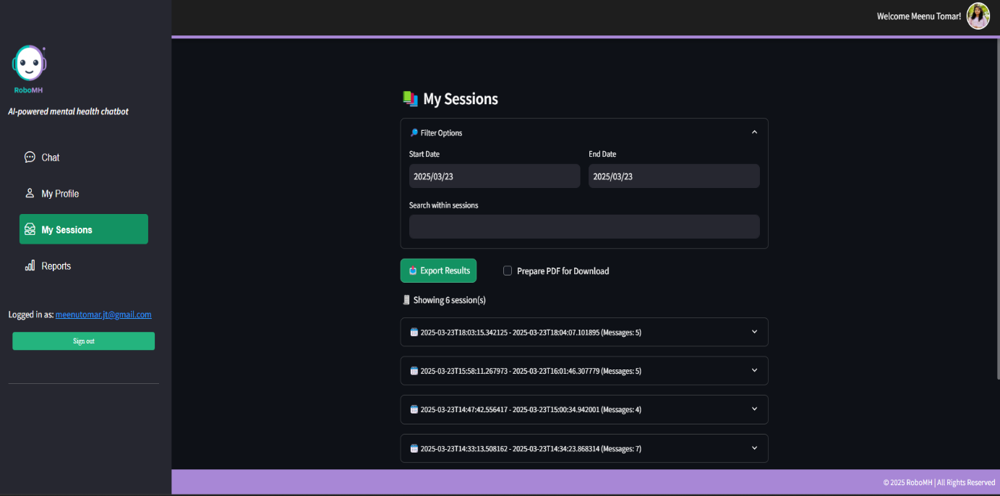 Welcome Meenu Tomar!
RoboMH
AI-powered mental health chatbot
Chat
My Profile
My Sessions
Reports
Logged in as: meenutomar.jt@gmail.com
Sign out
My Sessions
Filter Options
Start Date
End Date
2025/03/23
2025/03/23
Search within sessions
Export Results
Prepare PDF for Download
Showing 6 session(s)
2025-03-23T18:03:15.342125 - 2025-03-23T18:04:07.101895 (Messages: 5)
2025-03-23T15:58:11.267973 - 2025-03-23T16:01:46.307779 (Messages: 5)
2025-03-23T14:47:42.556417 - 2025-03-23T15:00:34.942001 (Messages: 4)
2025-03-23T14:33:13.508162 - 2025-03-23T14:34:23.868314 (Messages: 7)
© 2025 RoboMH | All Rights Reserved